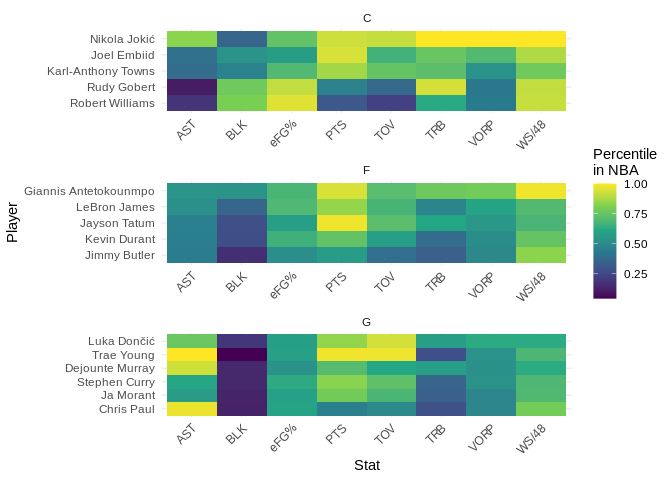 C
Nikola Jokić
Joel Embiid
Karl-Anthony Towns
Rudy Gobert
Robert Williams
AST BLK eFG% PTS TOV TRB VORP WS/48
F
Giannis Antetokounmpo
LeBron James
Jayson Tatum
Kevin Durant
Jimmy Butler
AST BLK eFG% PTS TOV TRB VORP WS/48
G
Luka Dončić
Trae Young
Dejounte Murray
Stephen Curry
Ja Morant
Chris Paul
AST BLK eFG% PTS TOV TRB VORP WS/48
Player
Stat
Percentile
in NBA
1.00
0.75
0.50
0.25